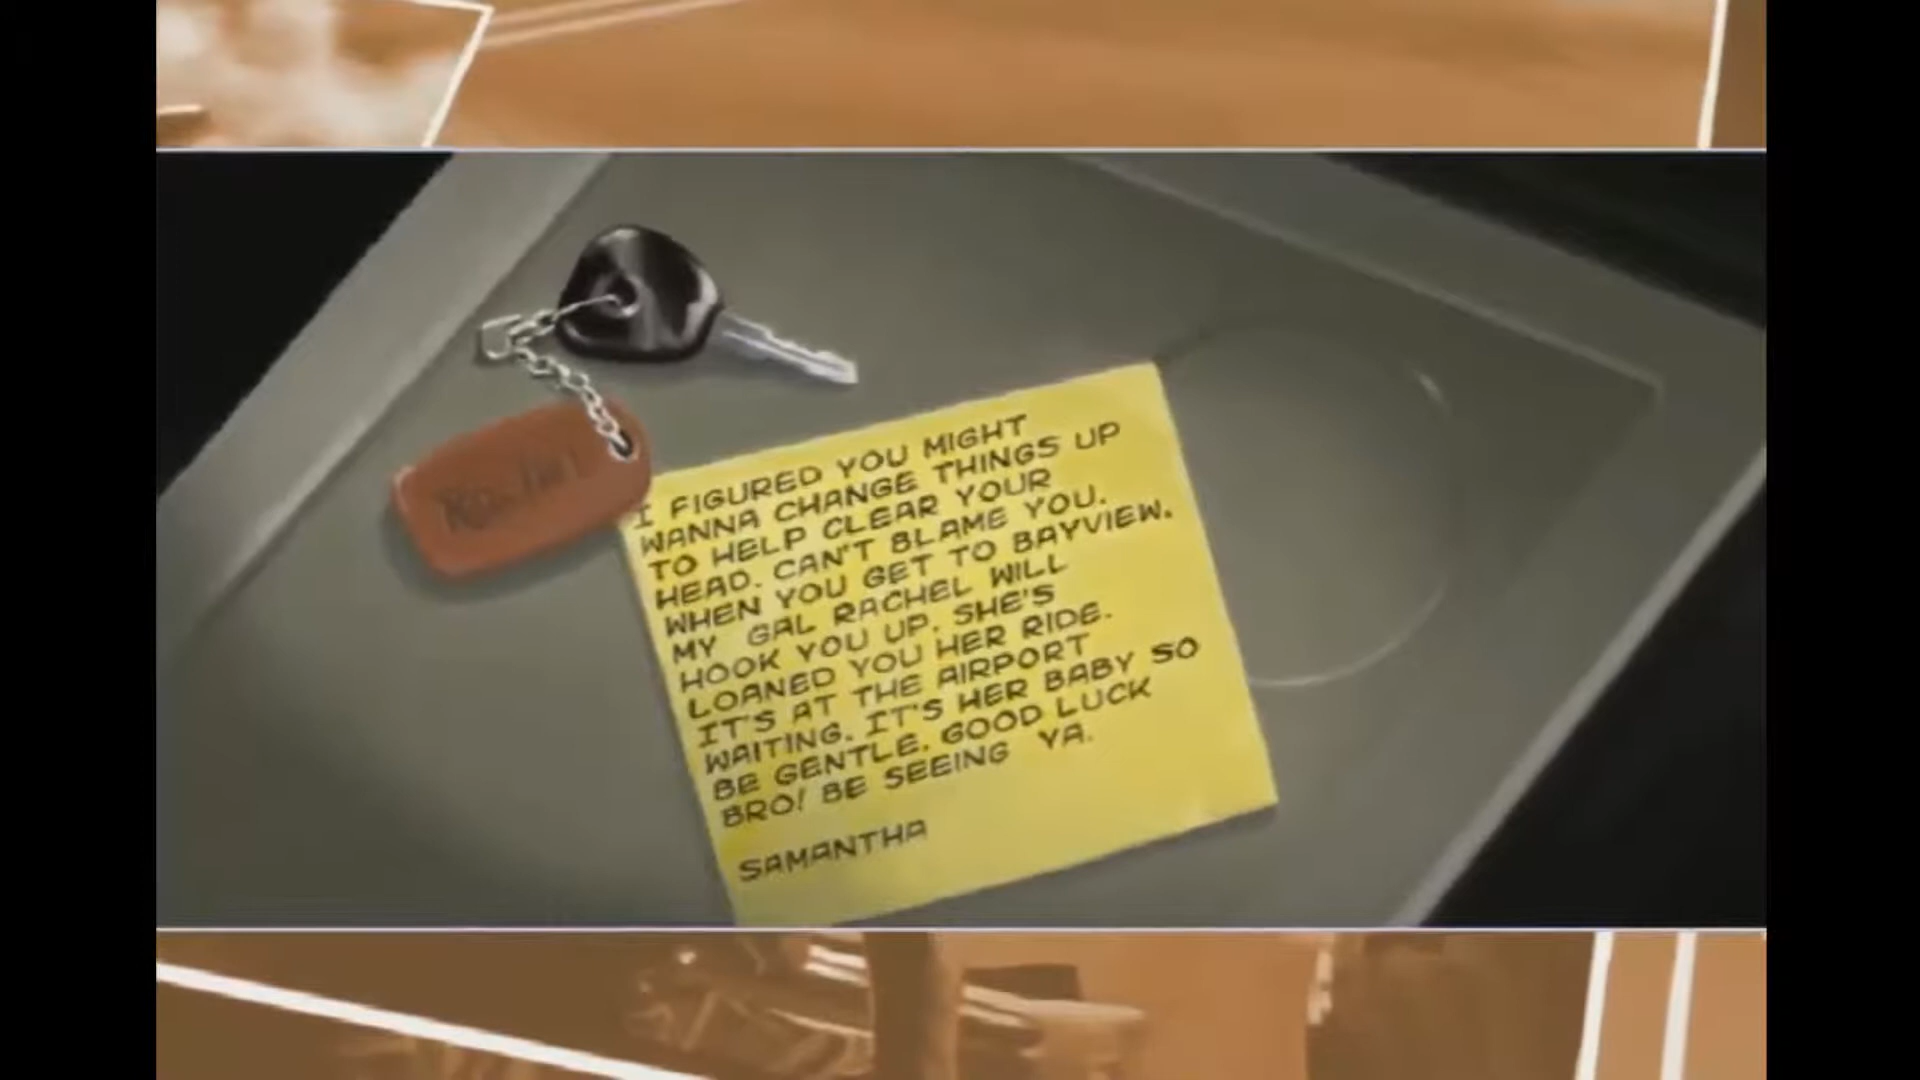 Rachel
I FIGURED YOU MIGHT
WANNA CHANGE THINGS UP
TO HELP CLEAR YOUR
HEAD. CAN'T BLAME YOU.
WHEN YOU GET TO BAYVIEW.
MY GAL RACHEL WILL
HOOK YOU UP. SHE'S
LOANED YOU HER RIDE.
IT'S AT THE AIRPORT
WAITING. IT'S HER BABY SO
BE GENTLE. GOOD LUCK
BRO! BE SEEING YA.
SAMANTHA